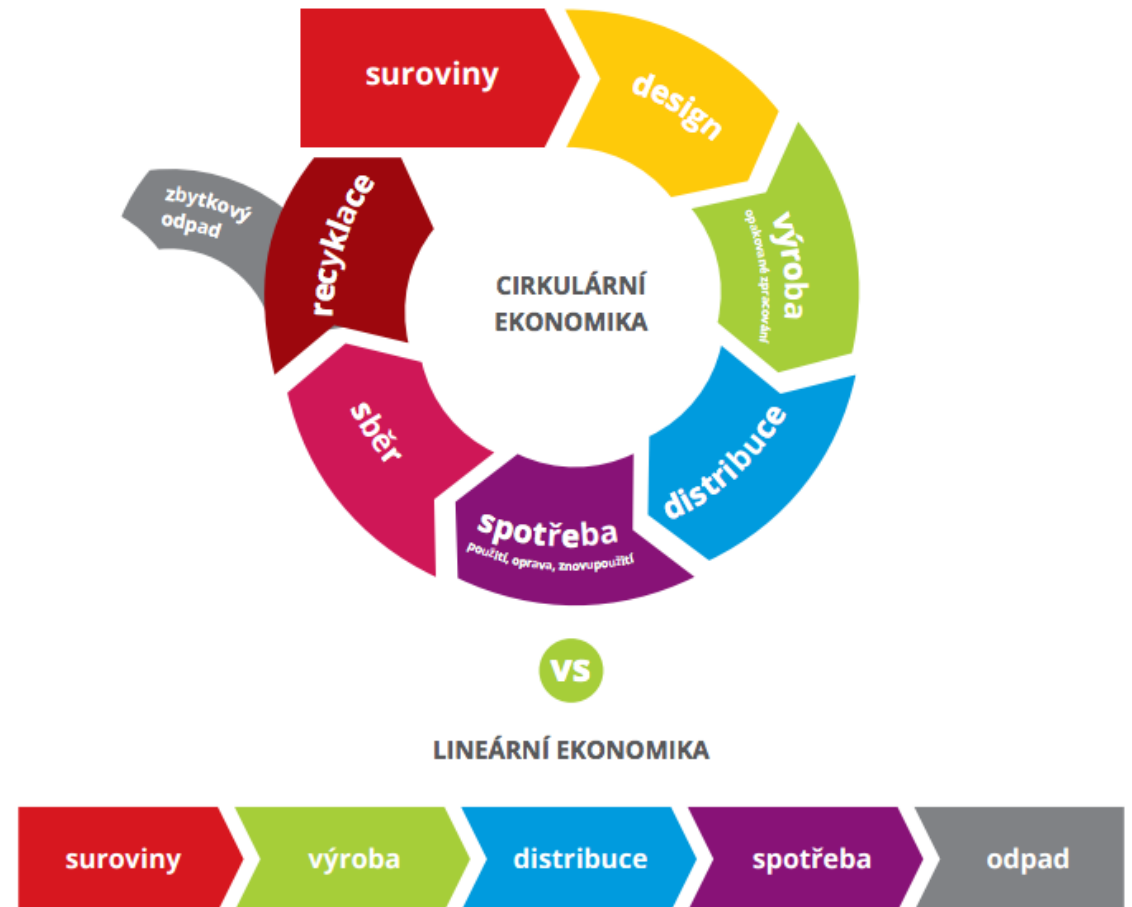 suroviny
design
výroba
opakované zpracování
distribuce
spotřeba
použití, oprava, znovupoužití
sběr
recyklace
zbytkový
odpad
CIRKULÁRNÍ
EKONOMIKA
VS
LINEÁRNÍ EKONOMIKA
suroviny
výroba
distribuce
spotřeba
odpad